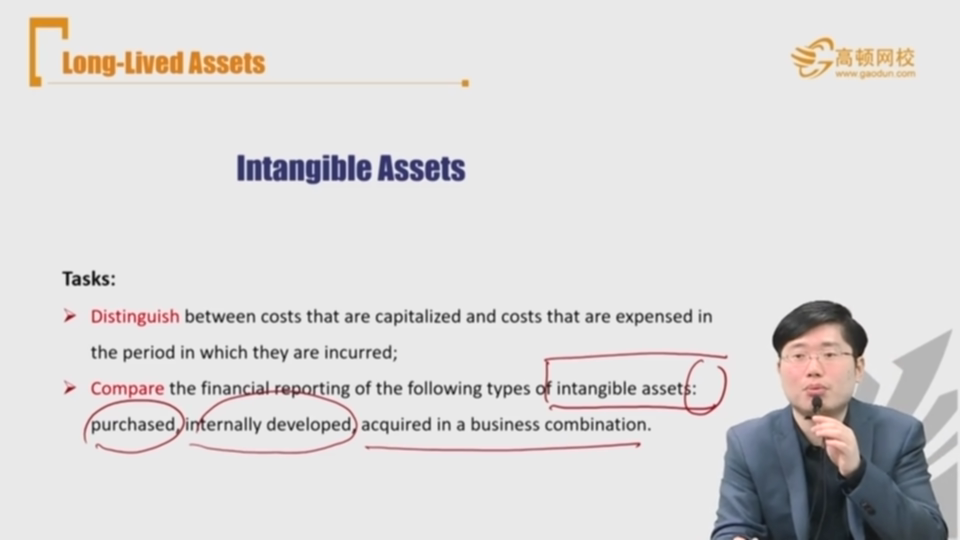 Long-Lived Assets
高顿网校
www.gaodun.com
Intangible Assets
Tasks:
Distinguish between costs that are capitalized and costs that are expensed in
the period in which they are incurred;
Compare the financial reporting of the following types of intangible assets:
purchased, internally developed, acquired in a business combination.